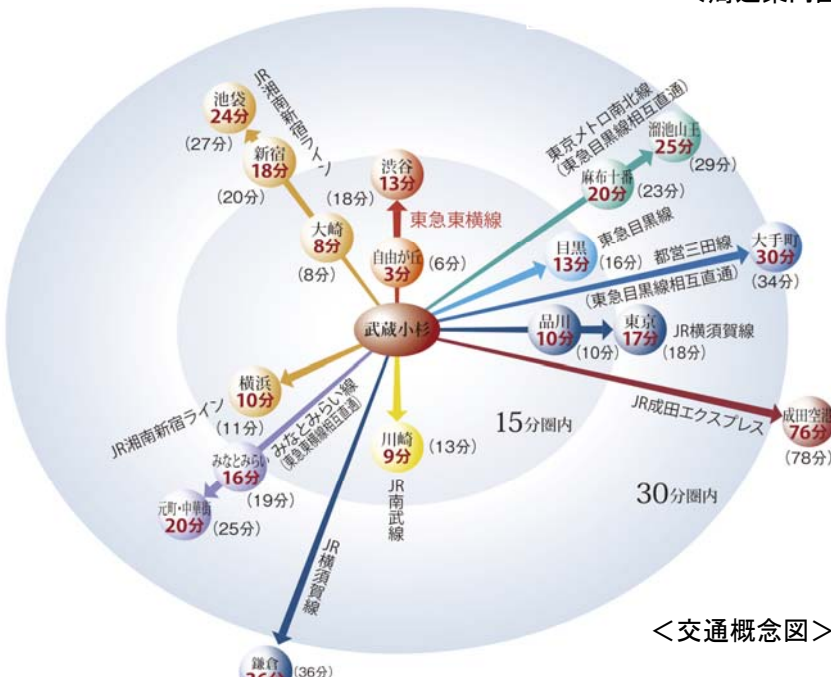 池袋
24分
(27分)
JR湘南新宿ライン
新宿
18分
(20分)
大崎
8分
(8分)
渋谷
13分
(18分)
東急東横線
自由が丘
3分
(6分)
東京メトロ南北線
(東急目黒線相互直通)
溜池山王
25分
(29分)
麻布十番
20分
(23分)
東急目黒線
目黒
13分
(16分)
都営三田線
(東急目黒線相互直通)
大手町
30分
(34分)
武蔵小杉
品川
10分
(10分)
東京
17分
(18分)
JR横須賀線
横浜
10分
(11分)
JR湘南新宿ライン
みなとみらい線
(東急東横線相互直通)
みなとみらい
16分
(19分)
元町・中華街
20分
(25分)
川崎
9分
(13分)
JR南武線
15分圏内
JR成田エクスプレス
成田空港
76分
(78分)
30分圏内
JR横須賀線
鎌倉
36分
(36分)
<交通概念図>